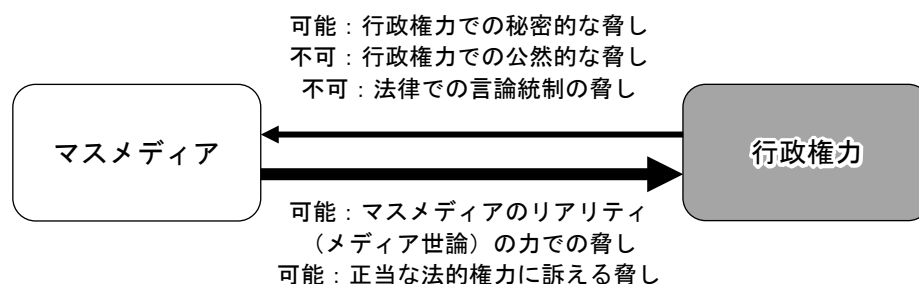 可能：行政権力での秘密的な脅し
不可：行政権力での公然的な脅し
不可：法律での言論統制の脅し
マスメディア
行政権力
可能：マスメディアのリアリティ
（メディア世論）の力での脅し
可能：正当な法的権力に訴える脅し